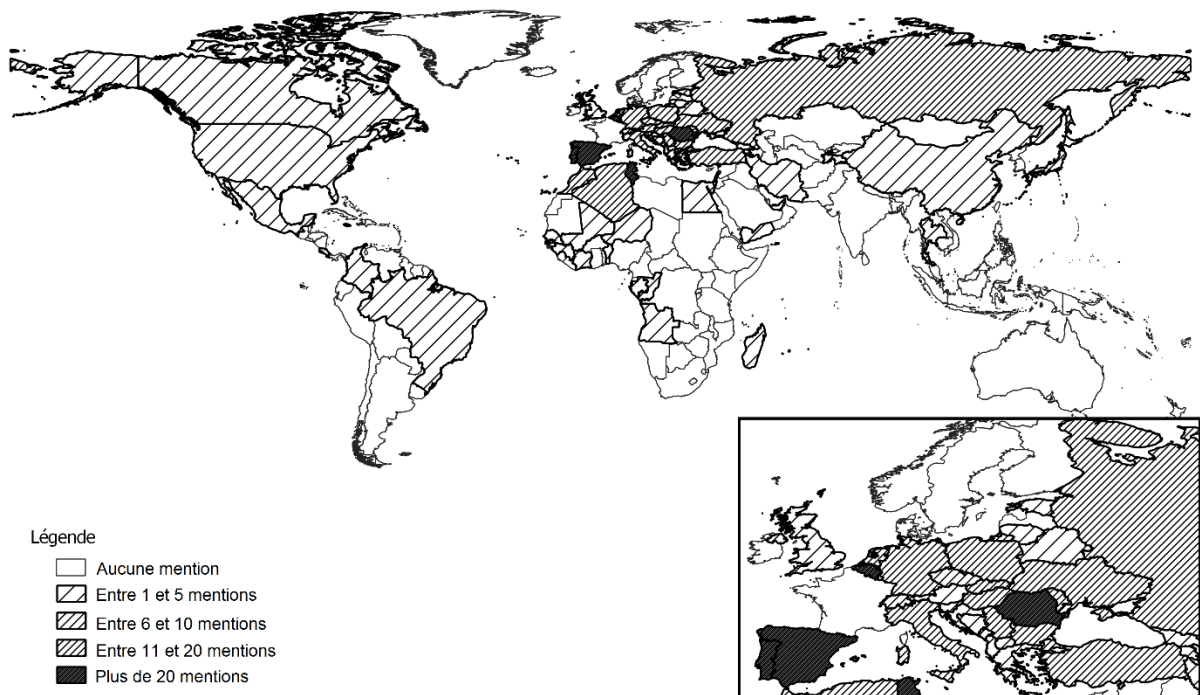 Légende
Aucune mention
Entre 1 et 5 mentions
Entre 6 et 10 mentions
Entre 11 et 20 mentions
Plus de 20 mentions